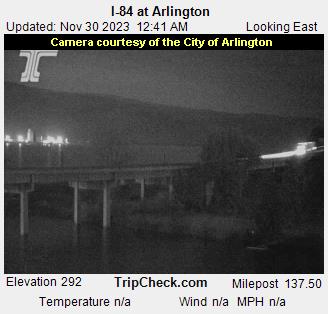 I-84 at Arlington
Updated: Nov 30 2023 12:41 AM Looking East
Camera courtesy of the City of Arlington
Elevation 292 TripCheck.com Milepost 137.50
Temperature n/a Wind n/a MPH n/a